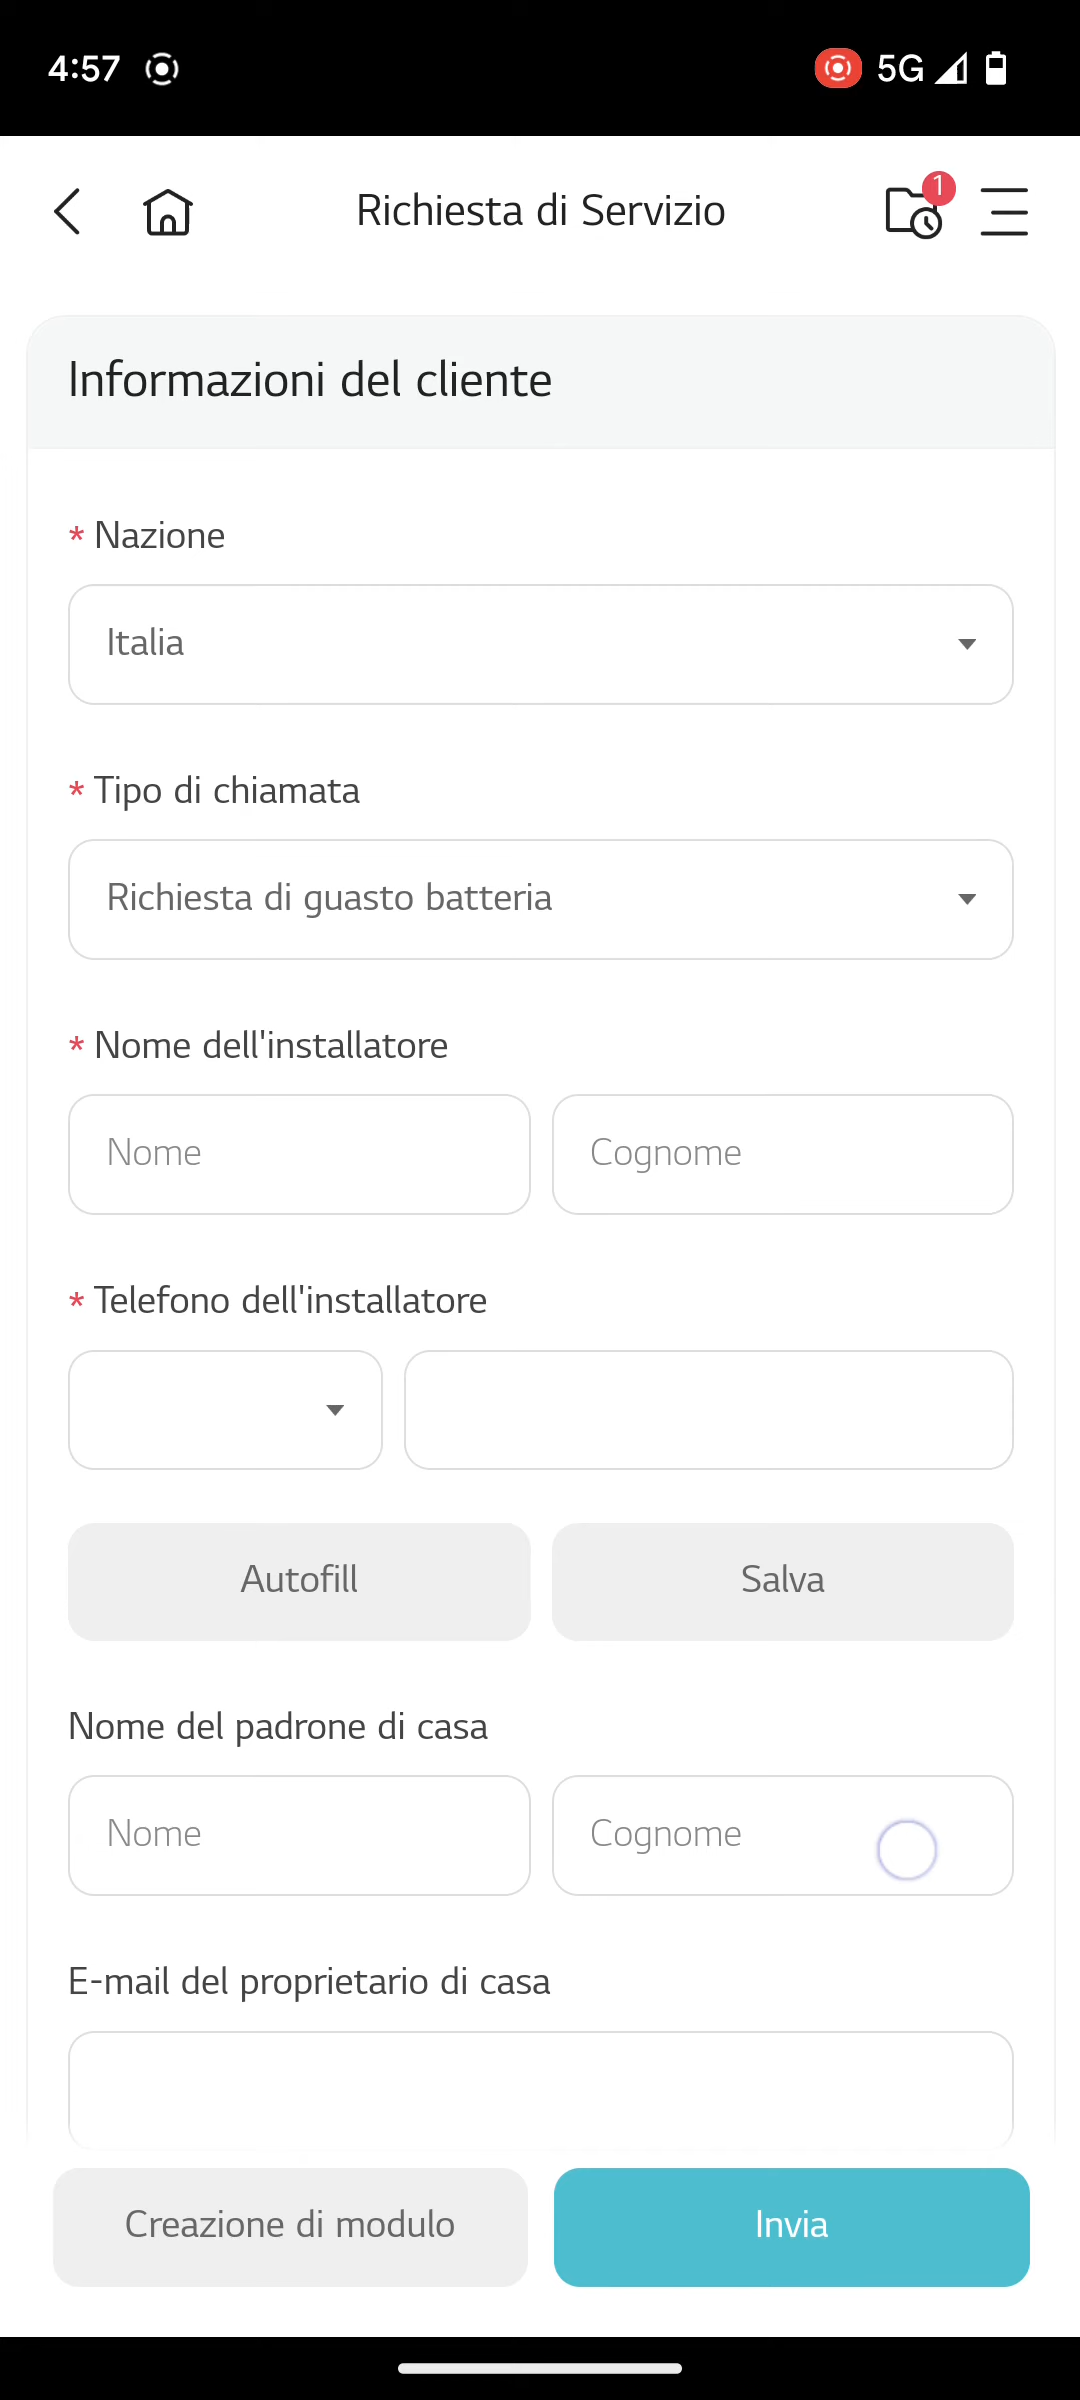 4:57
5G
Richiesta di Servizio
1
Informazioni del cliente
* Nazione
Italia
* Tipo di chiamata
Richiesta di guasto batteria
* Nome dell'installatore
Nome
Cognome
* Telefono dell'installatore
Autofill
Salva
Nome del padrone di casa
Nome
Cognome
E-mail del proprietario di casa
Creazione di modulo
Invia